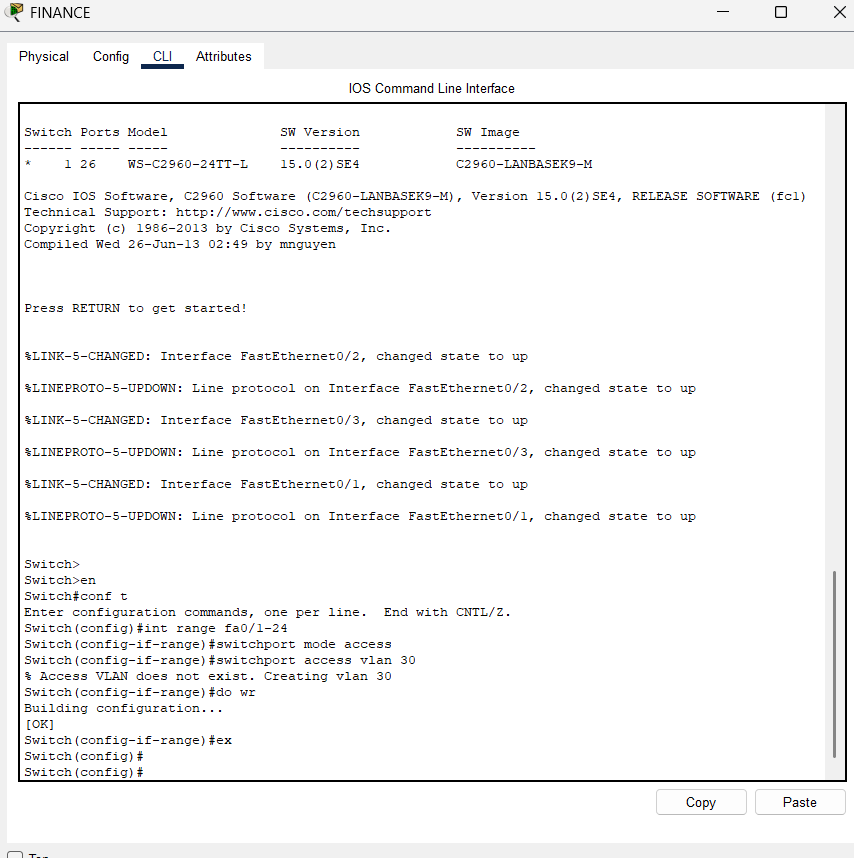 FINANCE
Physical Config CLI Attributes
IOS Command Line Interface
Switch Ports Model SW Version SW Image
------ ----- ----- ---------- ----------
* 1 26 WS-C2960-24TT-L 15.0(2)SE4 C2960-LANBASEK9-M
Cisco IOS Software, C2960 Software (C2960-LANBASEK9-M), Version 15.0(2)SE4, RELEASE SOFTWARE (fc1)
Technical Support: http://www.cisco.com/techsupport
Copyright (c) 1986-2013 by Cisco Systems, Inc.
Compiled Wed 26-Jun-13 02:49 by mnguyen
Press RETURN to get started!
%LINK-5-CHANGED: Interface FastEthernet0/2, changed state to up
%LINEPROTO-5-UPDOWN: Line protocol on Interface FastEthernet0/2, changed state to up
%LINK-5-CHANGED: Interface FastEthernet0/3, changed state to up
%LINEPROTO-5-UPDOWN: Line protocol on Interface FastEthernet0/3, changed state to up
%LINK-5-CHANGED: Interface FastEthernet0/1, changed state to up
%LINEPROTO-5-UPDOWN: Line protocol on Interface FastEthernet0/1, changed state to up
Switch>
Switch>en
Switch#conf t
Enter configuration commands, one per line. End with CNTL/Z.
Switch(config)#int range fa0/1-24
Switch(config-if-range)#switchport mode access
Switch(config-if-range)#switchport access vlan 30
% Access VLAN does not exist. Creating vlan 30
Switch(config-if-range)#do wr
Building configuration...
[OK]
Switch(config-if-range)#ex
Switch(config)#
Switch(config)#
Copy Paste